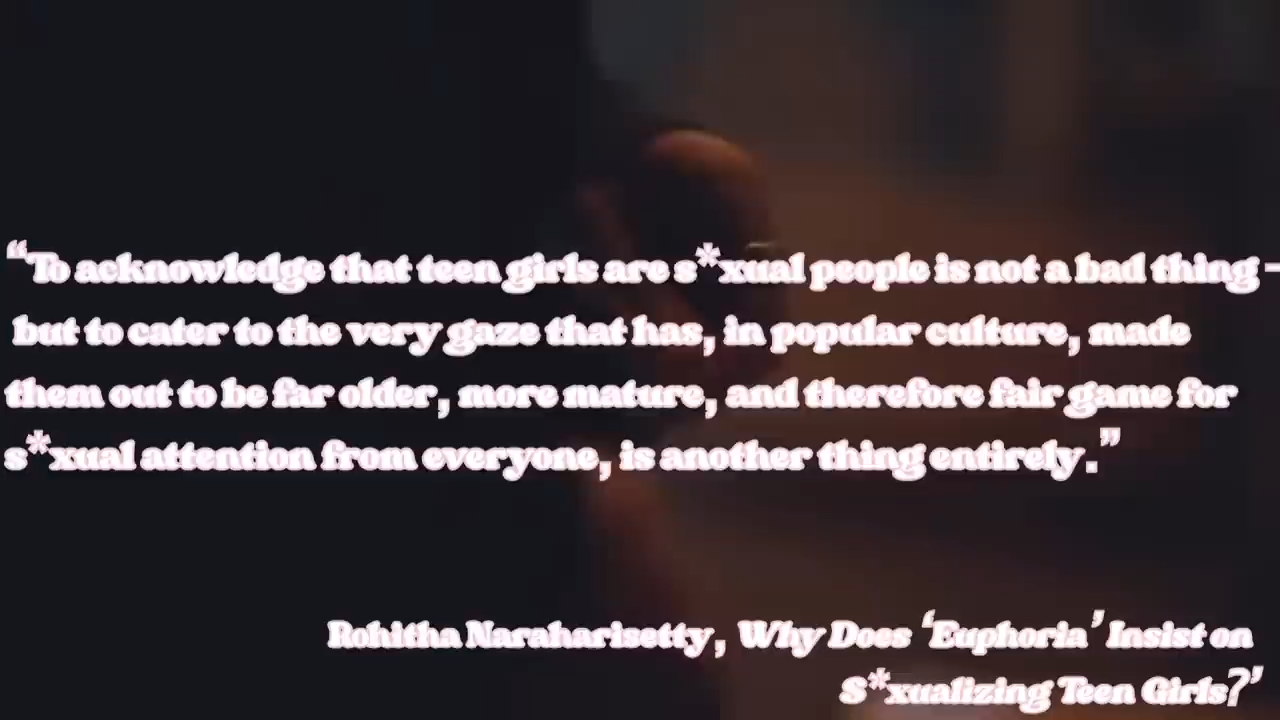 “To acknowledge that teen girls are s*xual people is not a bad thing -
but to cater to the very gaze that has, in popular culture, made
them out to be far older, more mature, and therefore fair game for
s*xual attention from everyone, is another thing entirely.”
Rohitha Naraharisetty, Why Does ‘Euphoria’ Insist on
S*xualizing Teen Girls?’